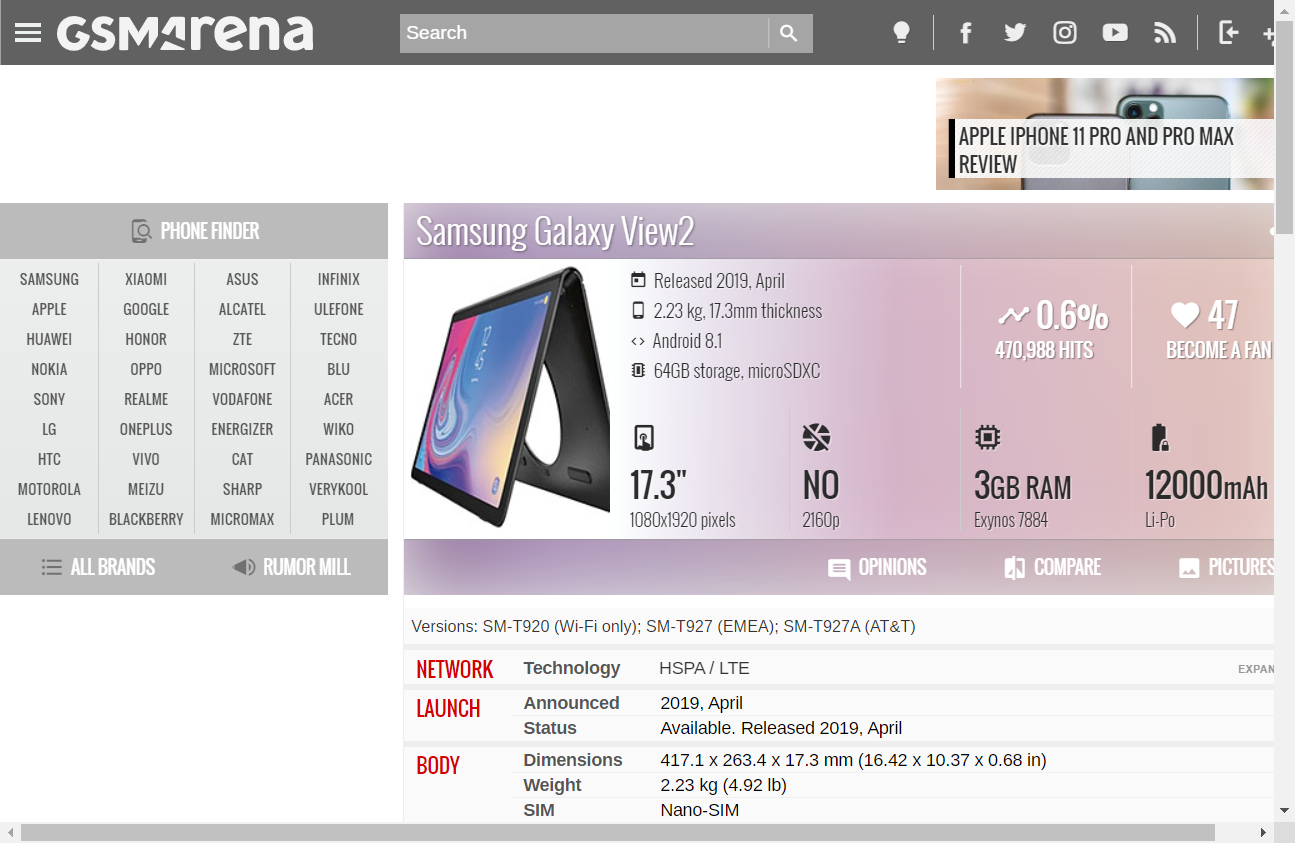 GSMArena
Search
APPLE IPHONE 11 PRO AND PRO MAX
REVIEW
PHONE FINDER
SAMSUNG XIAOMI ASUS INFINIX
APPLE GOOGLE ALCATEL ULEFONE
HUAWEI HONOR ZTE TECNO
NOKIA OPPO MICROSOFT BLU
SONY REALME VODAFONE ACER
LG ONEPLUS ENERGIZER WIKO
HTC VIVO CAT PANASONIC
MOTOROLA MEIZU SHARP VERYKOOL
LENOVO BLACKBERRY MICROMAX PLUM
ALL BRANDS RUMOR MILL
Samsung Galaxy View2
Released 2019, April
2.23 kg, 17.3mm thickness
Android 8.1
64GB storage, microSDXC
0.6%
470,988 HITS
47
BECOME A FAN
17.3"
1080x1920 pixels
NO
2160p
3GB RAM
Exynos 7884
12000mAh
Li-Po
OPINIONS COMPARE PICTURES
Versions: SM-T920 (Wi-Fi only); SM-T927 (EMEA); SM-T927A (AT&T)
NETWORK Technology HSPA / LTE EXPAN
LAUNCH Announced 2019, April
Status Available. Released 2019, April
BODY Dimensions 417.1 x 263.4 x 17.3 mm (16.42 x 10.37 x 0.68 in)
Weight 2.23 kg (4.92 lb)
SIM Nano-SIM